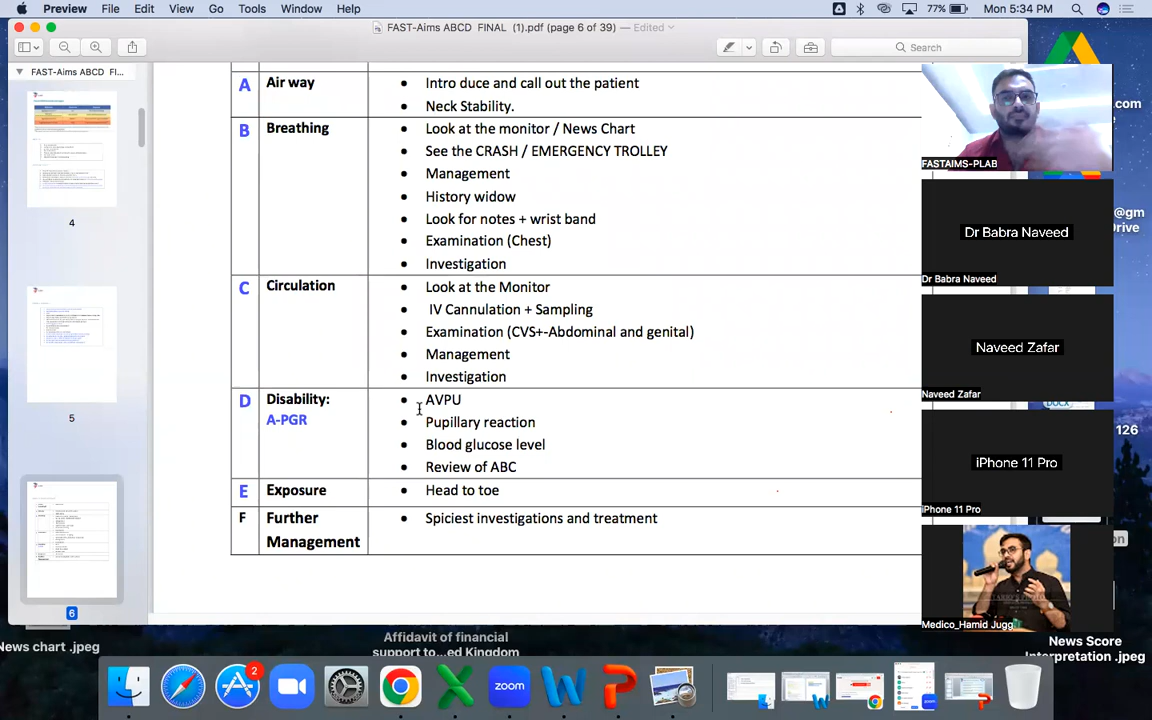 Preview File Edit View Go Tools Window Help 77% Mon 5:34 PM
FAST-Aims ABCD FINAL (1).pdf (page 6 of 39) — Edited
Search
FAST-Aims ABCD FI...
4
5
6
A Air way
Intro duce and call out the patient
Neck Stability.
B Breathing
Look at the monitor / News Chart
See the CRASH / EMERGENCY TROLLEY
Management
History widow
Look for notes + wrist band
Examination (Chest)
Investigation
C Circulation
Look at the Monitor
IV Cannulation + Sampling
Examination (CVS+-Abdominal and genital)
Management
Investigation
D Disability:
A-PGR
AVPU
Pupillary reaction
Blood glucose level
Review of ABC
E Exposure
Head to toe
F Further
Management
Spiciest investigations and treatment
FASTAIMS-PLAB
Dr Babra Naveed
Dr Babra Naveed
Naveed Zafar
Naveed Zafar
iPhone 11 Pro
iPhone 11 Pro
Medico_Hamid Jugg
.com
@gm
Drive
DOCX
126
on
News chart .jpeg
Affidavit of financial
support to...ed Kingdom
News Score
Interpretation .jpeg
2
zoom